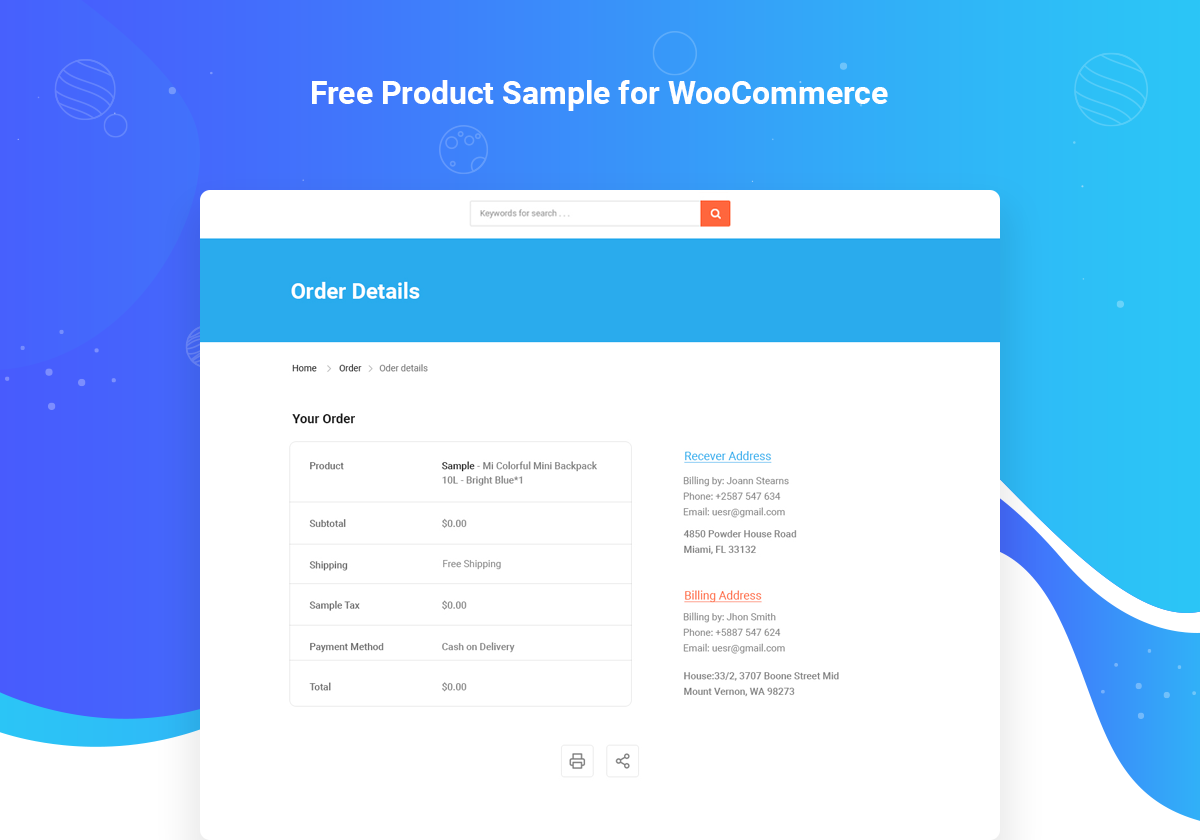 Free Product Sample for WooCommerce
Keywords for search . . .
Order Details
Home
Order
Oder details
Your Order
Product
Sample - Mi Colorful Mini Backpack
10L - Bright Blue*1
Subtotal
$0.00
Shipping
Free Shipping
Sample Tax
$0.00
Payment Method
Cash on Delivery
Total
$0.00
Recever Address
Billing by: Joann Stearns
Phone: +2587 547 634
Email: uesr@gmail.com
4850 Powder House Road
Miami, FL 33132
Billing Address
Billing by: Jhon Smith
Phone: +5887 547 624
Email: uesr@gmail.com
House:33/2, 3707 Boone Street Mid
Mount Vernon, WA 98273